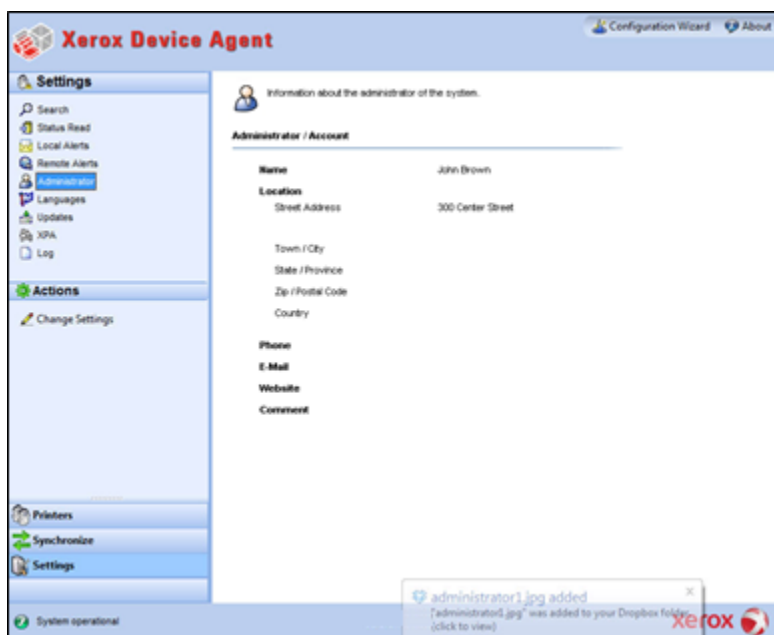 Xerox Device Agent
Configuration Wizard About
Settings
Search
Status Read
Local Alerts
Remote Alerts
Administrator
Languages
Updates
XPA
Log
Actions
Change Settings
Printers
Synchronize
Settings
System operational
Information about the administrator of the system.
Administrator / Account
Name John Brown
Location
Street Address 300 Center Street
Town / City
State / Province
Zip / Postal Code
Country
Phone
E-Mail
Website
Comment
administrator1.jpg added
"administrator1.jpg" was added to your Dropbox folder
(click to view)
xerox